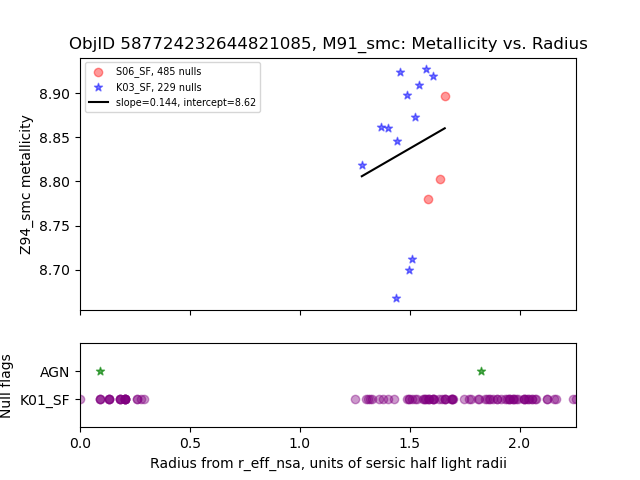 ObjID 587724232644821085, M91_smc: Metallicity vs. Radius
S06_SF, 485 nulls
K03_SF, 229 nulls
slope=0.144, intercept=8.62
Z94_smc metallicity
8.90
8.85
8.80
8.75
8.70
Null flags
AGN
K01_SF
0.0 0.5 1.0 1.5 2.0
Radius from r_eff_nsa, units of sersic half light radii